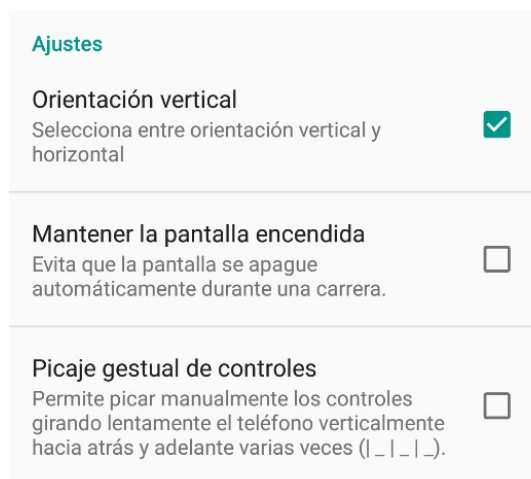 Ajustes
Orientación vertical
Selecciona entre orientación vertical y
horizontal
Mantener la pantalla encendida
Evita que la pantalla se apague
automáticamente durante una carrera.
Picaje gestual de controles
Permite picar manualmente los controles
girando lentamente el teléfono verticalmente
hacia atrás y adelante varias veces (| _ | _ | _).